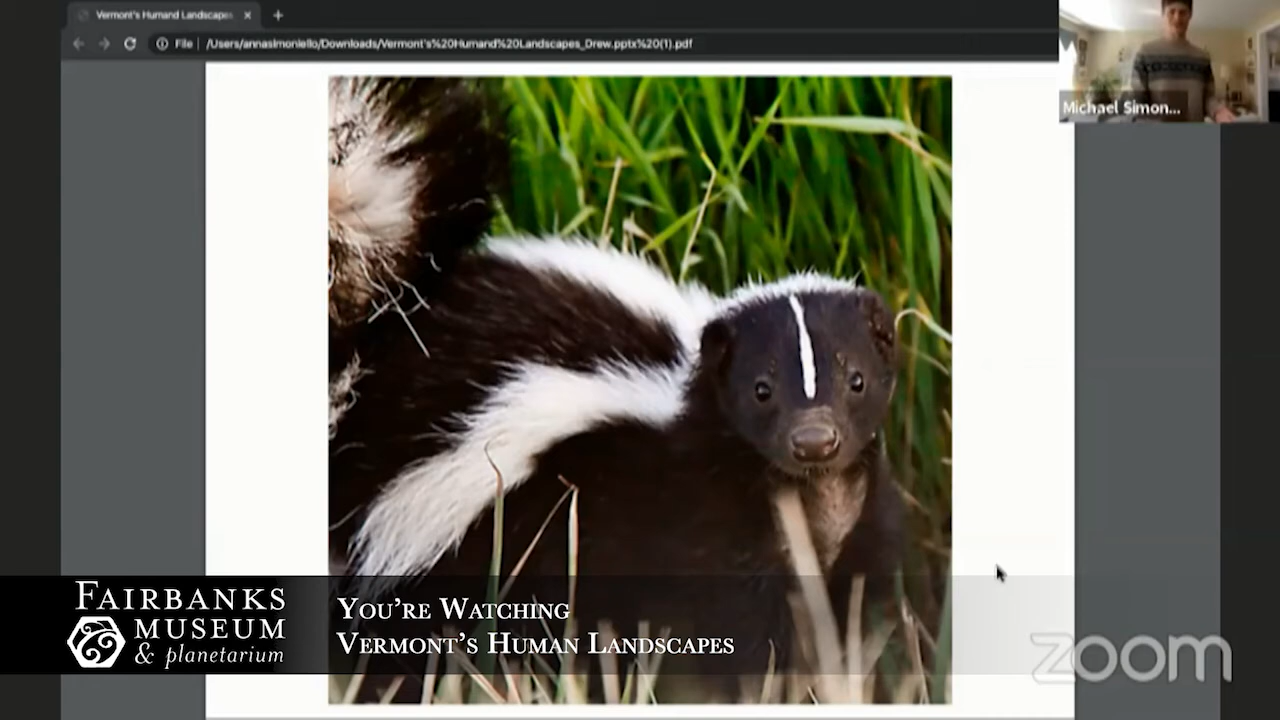 Vermont's Humand Landscapes
File
/Users/annasimoniello/Downloads/Vermont's%20Humand%20Landscapes_Drew.pptx%20(1).pdf
Michael Simon...
FAIRBANKS
MUSEUM
& planetarium
YOU'RE WATCHING
VERMONT'S HUMAN LANDSCAPES
zoom